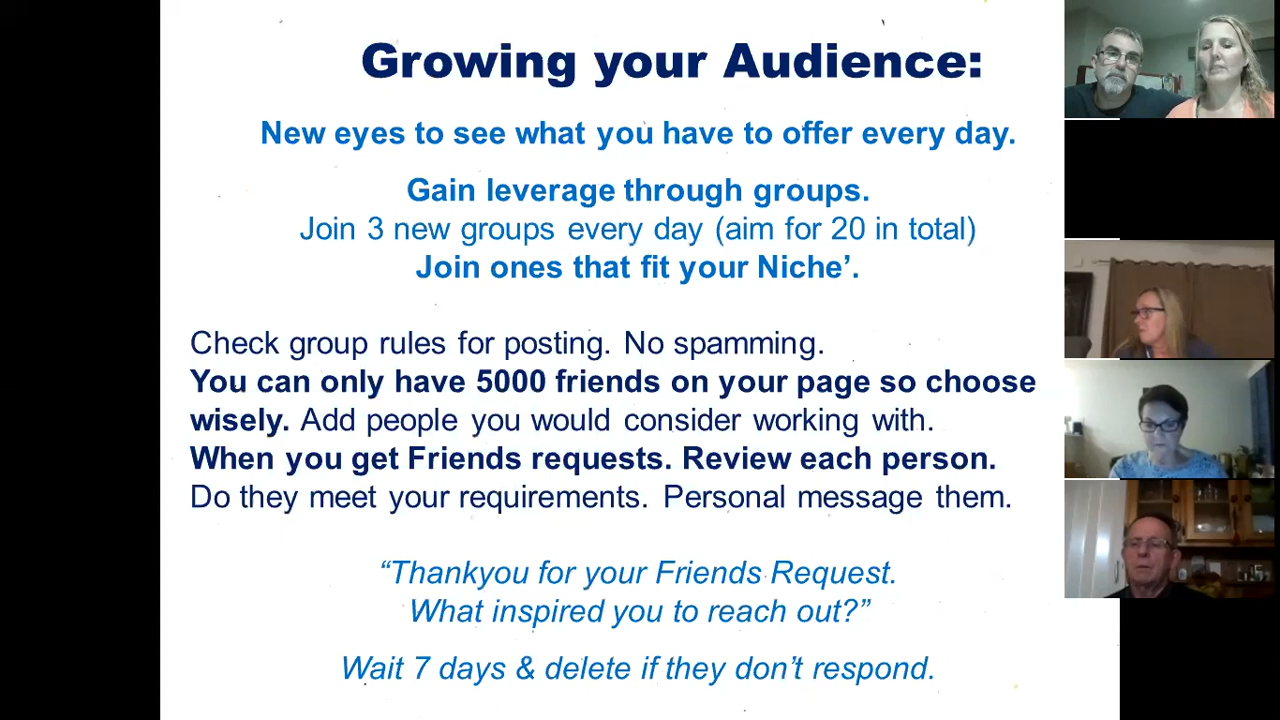 Growing your Audience:
New eyes to see what you have to offer every day.
Gain leverage through groups.
Join 3 new groups every day (aim for 20 in total)
Join ones that fit your Niche’.
Check group rules for posting. No spamming.
You can only have 5000 friends on your page so choose
wisely. Add people you would consider working with.
When you get Friends requests. Review each person.
Do they meet your requirements. Personal message them.
“Thankyou for your Friends Request.
What inspired you to reach out?”
Wait 7 days & delete if they don’t respond.